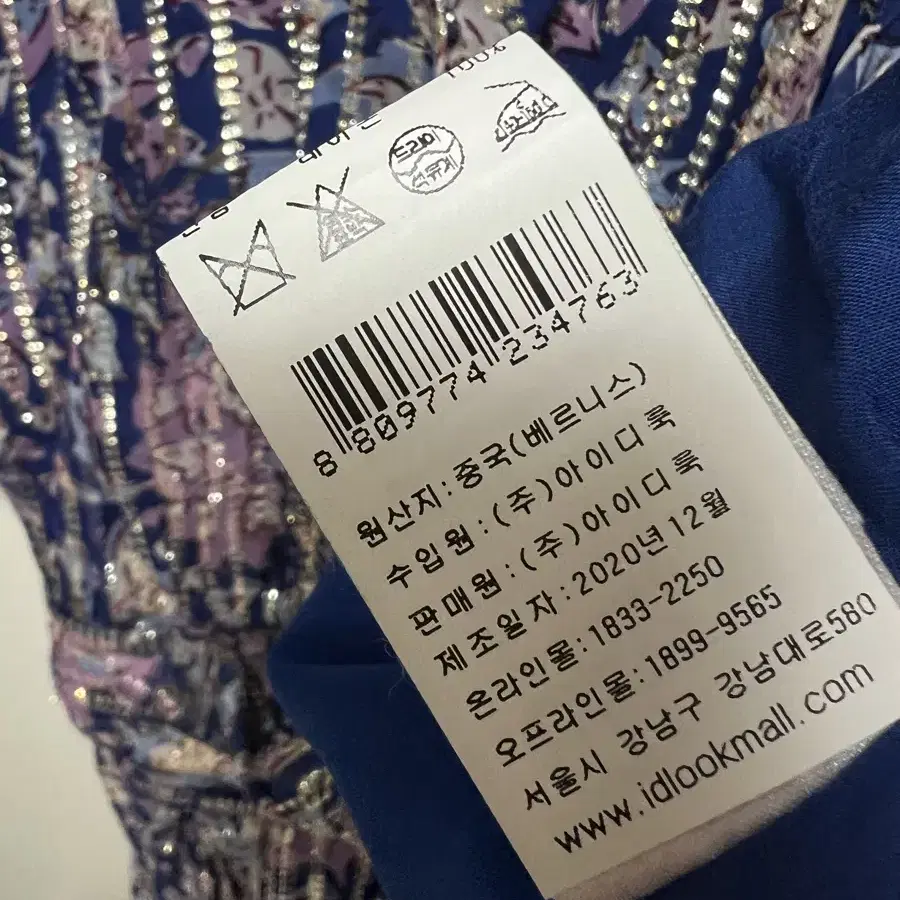 100%
드라이
석유계
8 809774 234763
원산지:중국(베르니스)
수입원:(주)아이디룩
판매원:(주)아이디룩
제조일자:2020년12월
온라인몰:1833-2250
오프라인몰:1899-9565
서울시 강남구 강남대로580
www.idlookmall.com